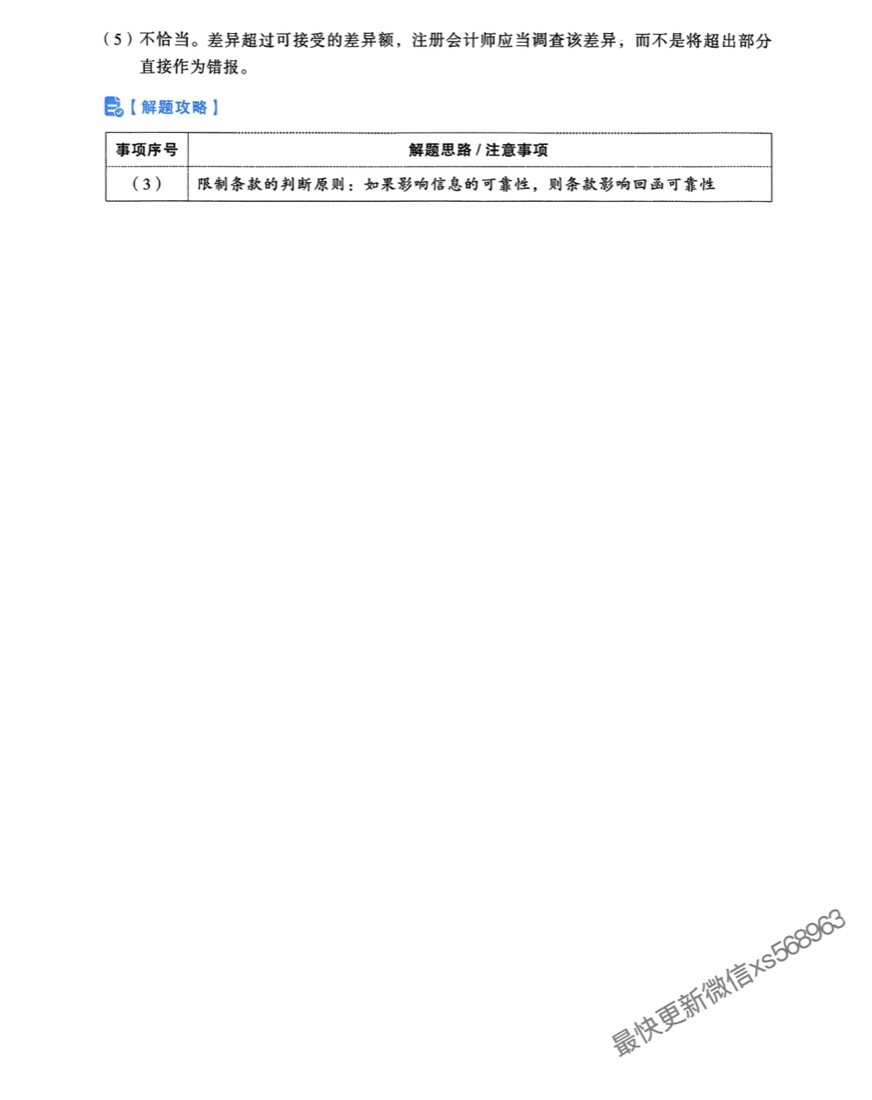 （5）不恰当。差异超过可接受的差异额，注册会计师应当调查该差异，而不是将超出部分
直接作为错报。
【解题攻略】
事项序号 解题思路 / 注意事项
（3） 限制条款的判断原则：如果影响信息的可靠性，则条款影响回函可靠性
最快更新微信xs568963